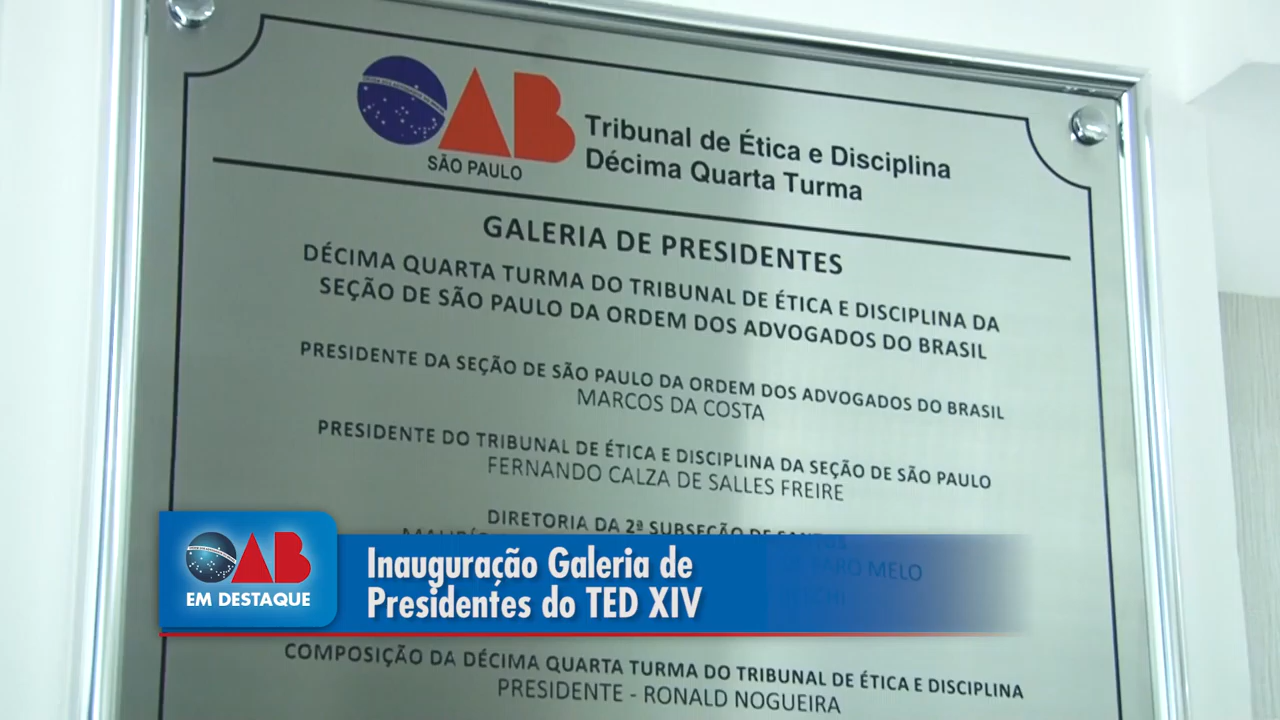 OAB
SÃO PAULO
Tribunal de Ética e Disciplina
Décima Quarta Turma
GALERIA DE PRESIDENTES
DÉCIMA QUARTA TURMA DO TRIBUNAL DE ÉTICA E DISCIPLINA DA
SEÇÃO DE SÃO PAULO DA ORDEM DOS ADVOGADOS DO BRASIL
PRESIDENTE DA SEÇÃO DE SÃO PAULO DA ORDEM DOS ADVOGADOS DO BRASIL
MARCOS DA COSTA
PRESIDENTE DO TRIBUNAL DE ÉTICA E DISCIPLINA DA SEÇÃO DE SÃO PAULO
FERNANDO CALZA DE SALLES FREIRE
DIRETORIA DA 2ª SUBSEÇÃO DE
MELO
OAB
EM DESTAQUE
Inauguração Galeria de
Presidentes do TED XIV
COMPOSIÇÃO DA DÉCIMA QUARTA TURMA DO TRIBUNAL DE ÉTICA E DISCIPLINA
PRESIDENTE - RONALD NOGUEIRA